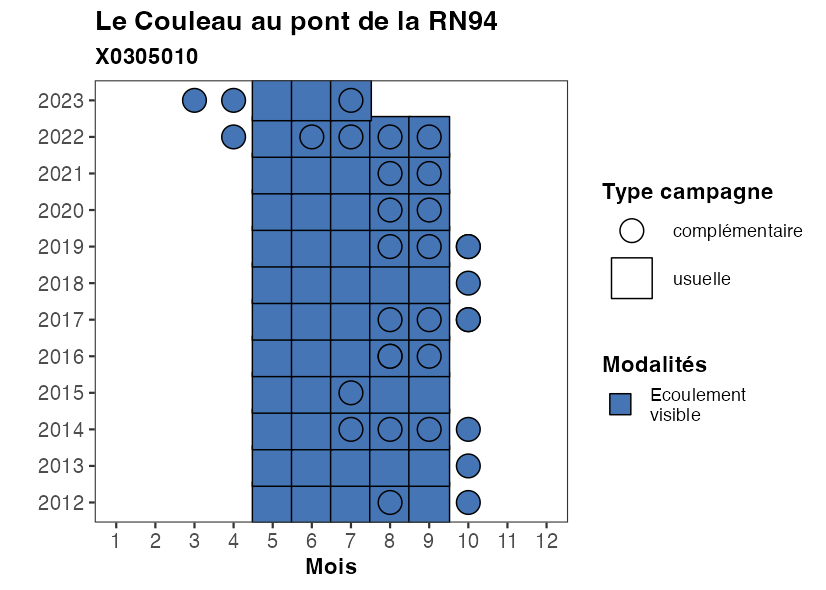 Le Couleau au pont de la RN94
X0305010
2023
2022
2021
2020
2019
2018
2017
2016
2015
2014
2013
2012
1 2 3 4 5 6 7 8 9 10 11 12
Mois
Type campagne
complémentaire
usuelle
Modalités
Ecoulement
visible